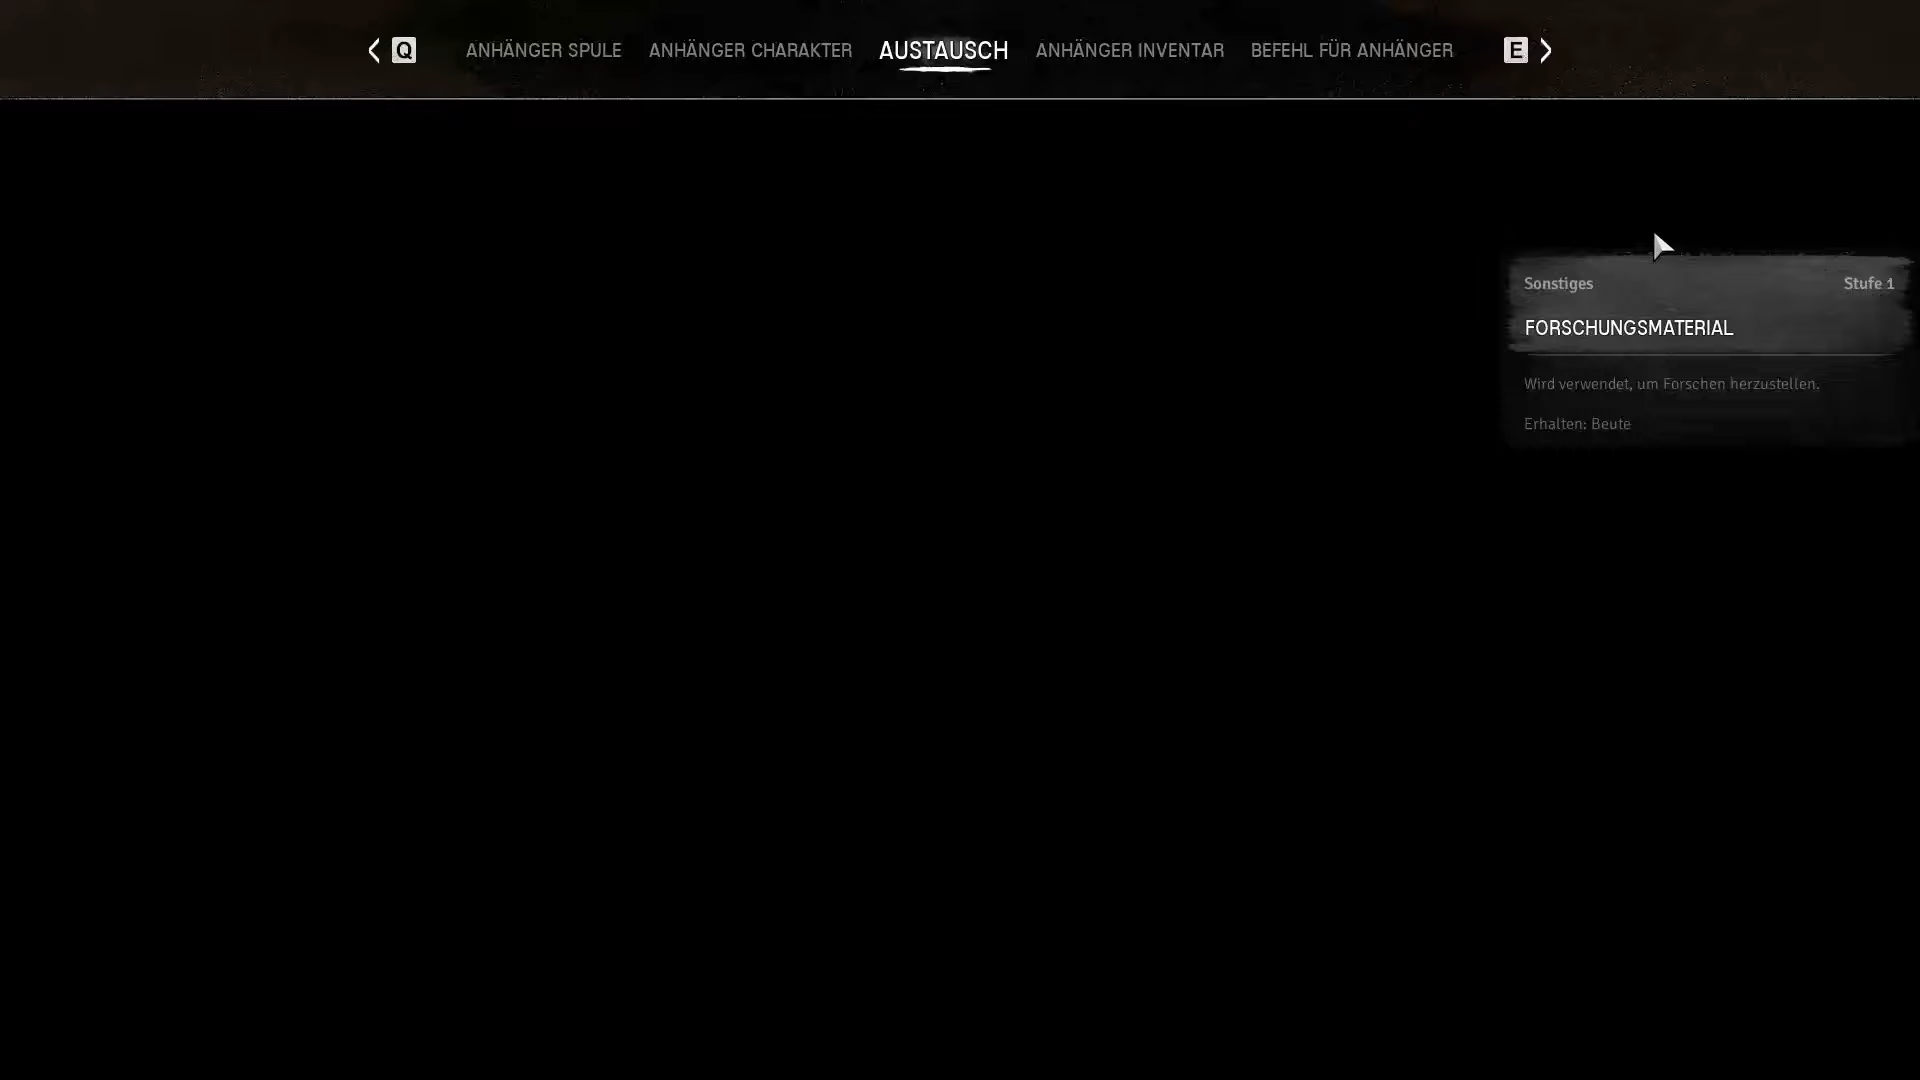 Q ANHÄNGER SPULE ANHÄNGER CHARAKTER AUSTAUSCH ANHÄNGER INVENTAR BEFEHL FÜR ANHÄNGER E
Sonstiges Stufe 1
FORSCHUNGSMATERIAL
Wird verwendet, um Forschen herzustellen.
Erhalten: Beute